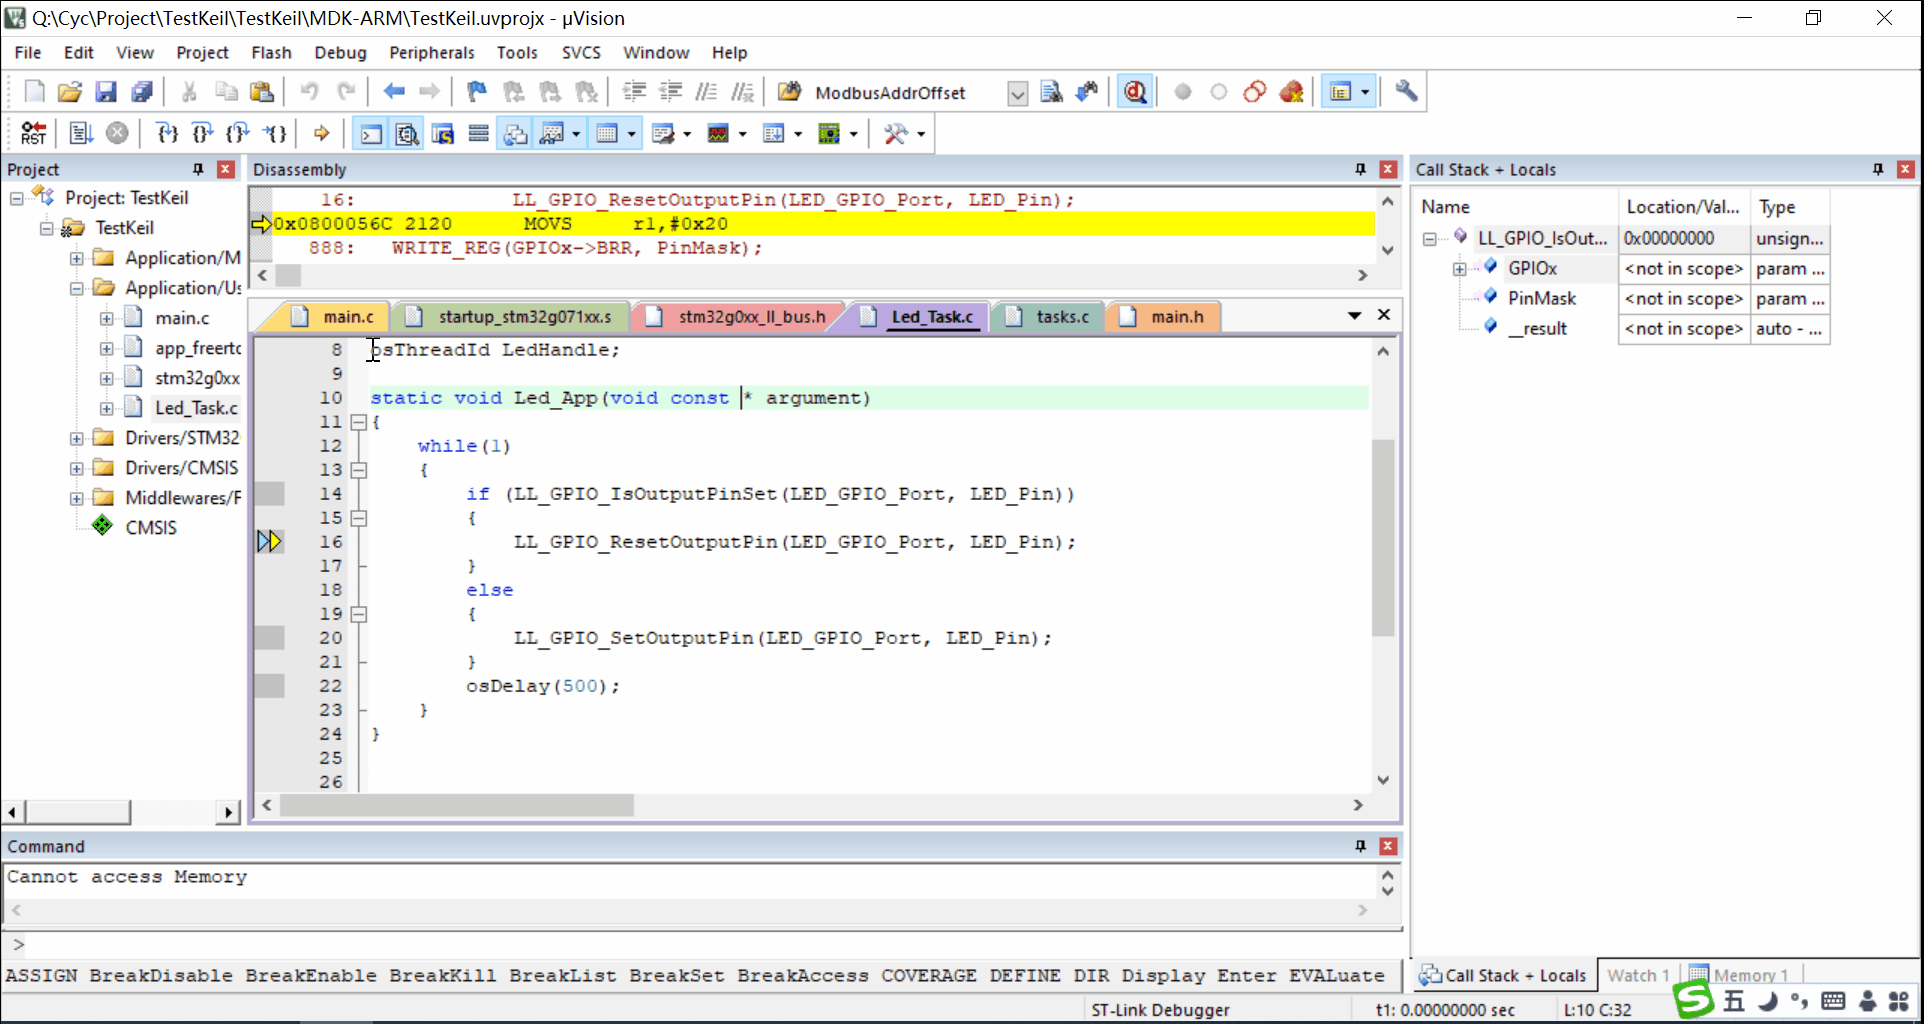 Q:\Cyc\Project\TestKeil\TestKeil\MDK-ARM\TestKeil.uvprojx - µVision
File Edit View Project Flash Debug Peripherals Tools SVCS Window Help
ModbusAddrOffset
RST
Project
Project: TestKeil
TestKeil
Application/M
Application/Us
main.c
app_freerto
stm32g0xx
Led_Task.c
Drivers/STM32
Drivers/CMSIS
Middlewares/F
CMSIS
Disassembly
16: LL_GPIO_ResetOutputPin(LED_GPIO_Port, LED_Pin);
0x0800056C 2120 MOVS r1,#0x20
888: WRITE_REG(GPIOx->BRR, PinMask);
main.c startup_stm32g071xx.s stm32g0xx_ll_bus.h Led_Task.c tasks.c main.h
8 osThreadId LedHandle;
9
10 static void Led_App(void const * argument)
11 {
12 while(1)
13 {
14 if (LL_GPIO_IsOutputPinSet(LED_GPIO_Port, LED_Pin))
15 {
16 LL_GPIO_ResetOutputPin(LED_GPIO_Port, LED_Pin);
17 }
18 else
19 {
20 LL_GPIO_SetOutputPin(LED_GPIO_Port, LED_Pin);
21 }
22 osDelay(500);
23 }
24 }
25
26
Call Stack + Locals
Name Location/Val... Type
LL_GPIO_IsOut... 0x00000000 unsign...
GPIOx <not in scope> param ...
PinMask <not in scope> param ...
__result <not in scope> auto - ...
Command
Cannot access Memory
>
ASSIGN BreakDisable BreakEnable BreakKill BreakList BreakSet BreakAccess COVERAGE DEFINE DIR Display Enter EVALuate
Call Stack + Locals Watch 1 Memory 1
ST-Link Debugger t1: 0.00000000 sec L:10 C:32
S 五